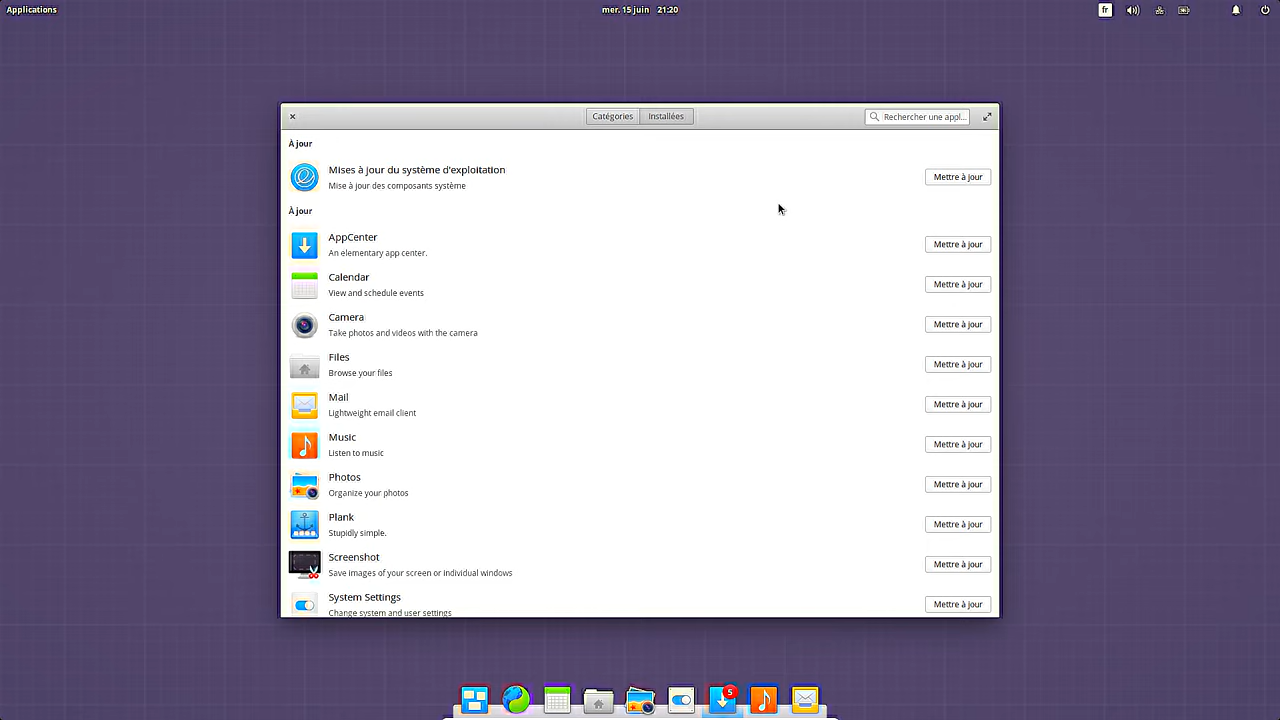 Applications
mer. 15 juin 21:20
fr
Catégories
Installées
Rechercher une appl...
À jour
Mises à jour du système d'exploitation
Mise à jour des composants système
Mettre à jour
À jour
AppCenter
An elementary app center.
Mettre à jour
Calendar
View and schedule events
Mettre à jour
Camera
Take photos and videos with the camera
Mettre à jour
Files
Browse your files
Mettre à jour
Mail
Lightweight email client
Mettre à jour
Music
Listen to music
Mettre à jour
Photos
Organize your photos
Mettre à jour
Plank
Stupidly simple.
Mettre à jour
Screenshot
Save images of your screen or individual windows
Mettre à jour
System Settings
Change system and user settings
Mettre à jour
5